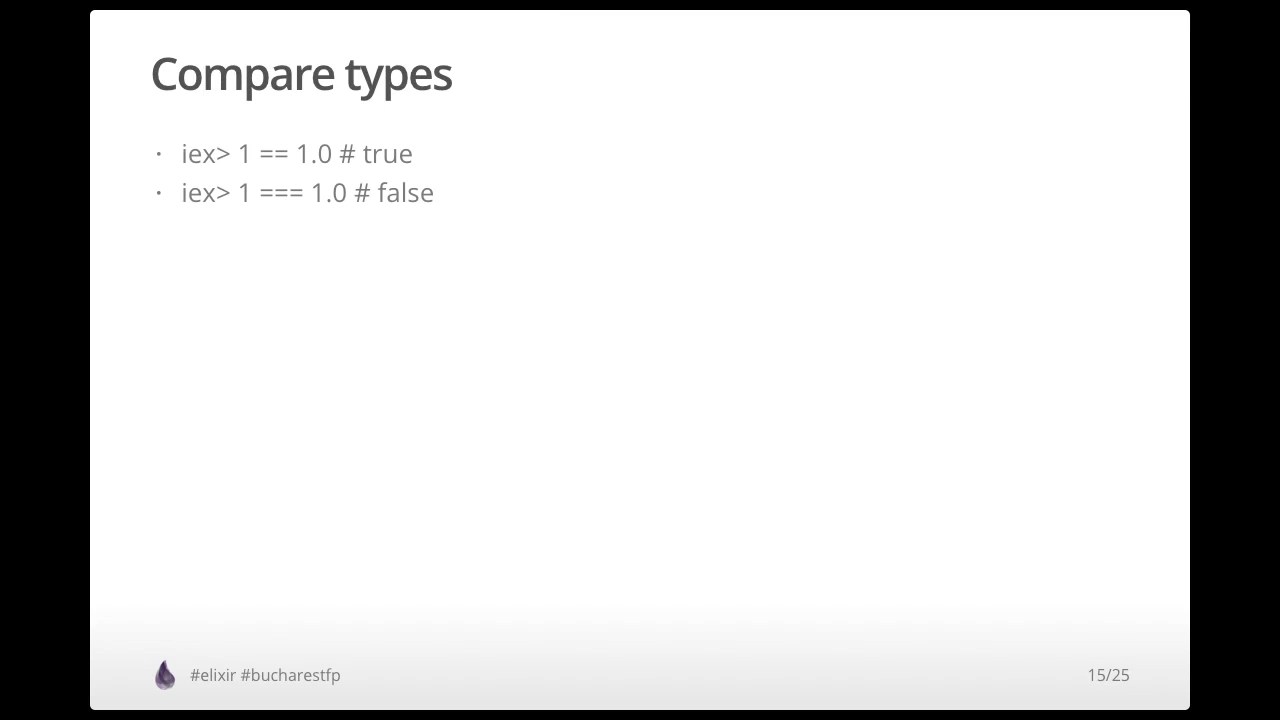 Compare types
· iex> 1 == 1.0 # true
· iex> 1 === 1.0 # false
#elixir #bucharestfp
15/25